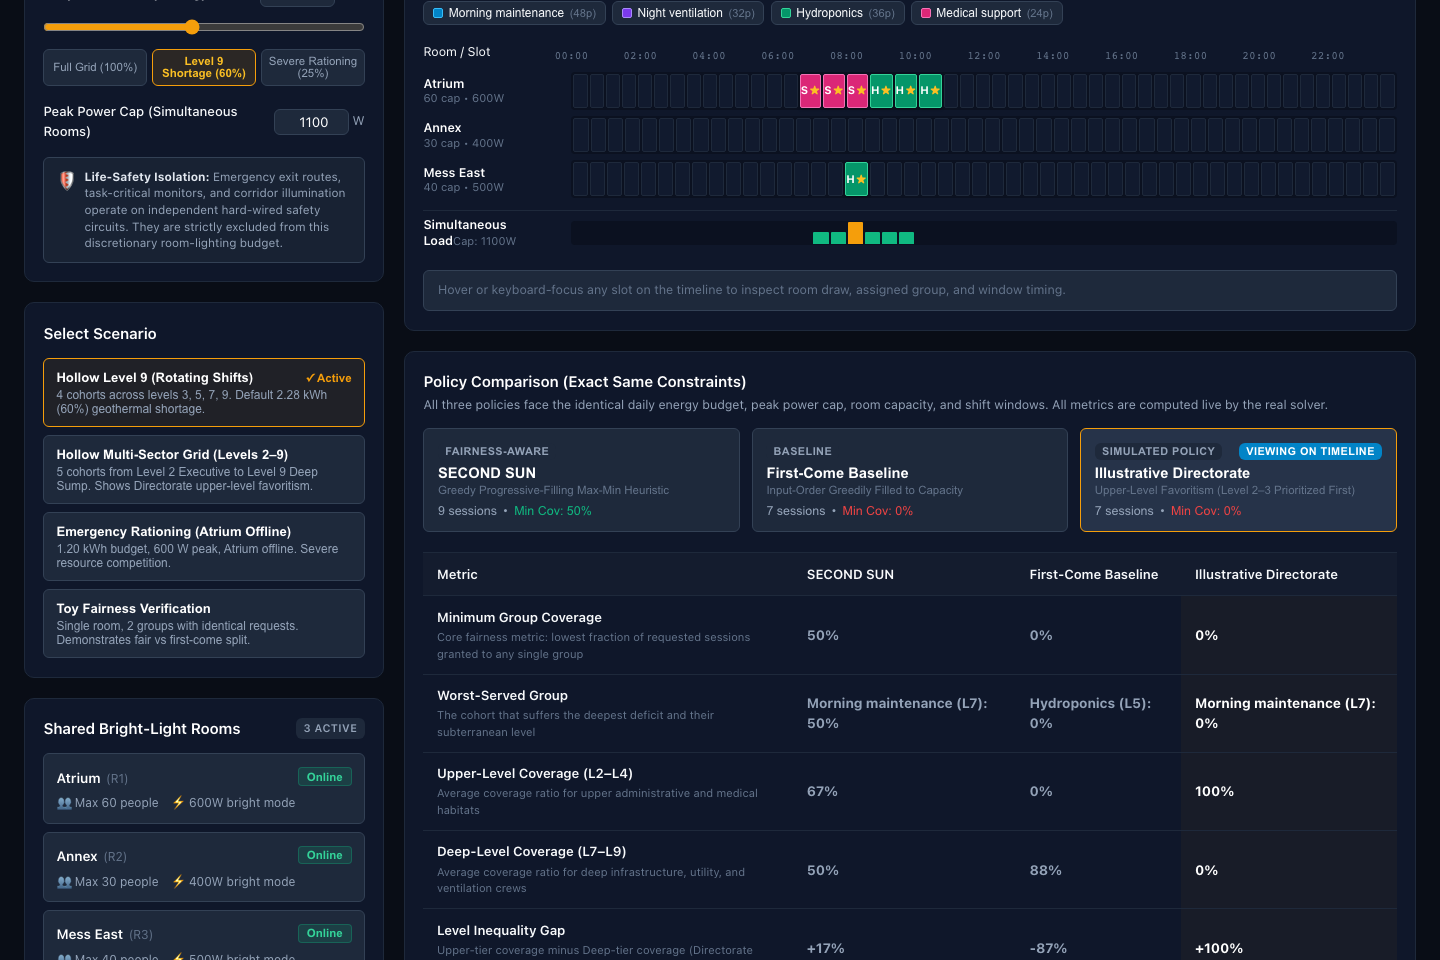 Full Grid (100%)
Level 9 Shortage (60%)
Severe Rationing (25%)
Peak Power Cap (Simultaneous Rooms)
1100 W
Life-Safety Isolation: Emergency exit routes,
task-critical monitors, and corridor illumination
operate on independent hard-wired safety
circuits. They are strictly excluded from this
discretionary room-lighting budget.
Select Scenario
Hollow Level 9 (Rotating Shifts) ✓ Active
4 cohorts across levels 3, 5, 7, 9. Default 2.28 kWh
(60%) geothermal shortage.
Hollow Multi-Sector Grid (Levels 2–9)
5 cohorts from Level 2 Executive to Level 9 Deep
Sump. Shows Directorate upper-level favoritism.
Emergency Rationing (Atrium Offline)
1.20 kWh budget, 600 W peak, Atrium offline. Severe
resource competition.
Toy Fairness Verification
Single room, 2 groups with identical requests.
Demonstrates fair vs first-come split.
Shared Bright-Light Rooms 3 ACTIVE
Atrium (R1) Online
Max 60 people 600W bright mode
Annex (R2) Online
Max 30 people 400W bright mode
Mess East (R3) Online
Max 40 people 500W bright mode
Morning maintenance (48p) Night ventilation (32p) Hydroponics (36p) Medical support (24p)
Room / Slot 00:00 02:00 04:00 06:00 08:00 10:00 12:00 14:00 16:00 18:00 20:00 22:00
Atrium
60 cap • 600W
S★ S★ S★ H★ H★ H★
Annex
30 cap • 400W
Mess East
40 cap • 500W
H★
Simultaneous
Load Cap: 1100W
Hover or keyboard-focus any slot on the timeline to inspect room draw, assigned group, and window timing.
Policy Comparison (Exact Same Constraints)
All three policies face the identical daily energy budget, peak power cap, room capacity, and shift windows. All metrics are computed live by the real solver.
FAIRNESS-AWARE
SECOND SUN
Greedy Progressive-Filling Max-Min Heuristic
9 sessions • Min Cov: 50%
BASELINE
First-Come Baseline
Input-Order Greedily Filled to Capacity
7 sessions • Min Cov: 0%
SIMULATED POLICY VIEWING ON TIMELINE
Illustrative Directorate
Upper-Level Favoritism (Level 2–3 Prioritized First)
7 sessions • Min Cov: 0%
Metric SECOND SUN First-Come Baseline Illustrative Directorate
Minimum Group Coverage
Core fairness metric: lowest fraction of requested sessions
granted to any single group
50% 0% 0%
Worst-Served Group
The cohort that suffers the deepest deficit and their
subterranean level
Morning maintenance (L7): 50%
Hydroponics (L5): 0%
Morning maintenance (L7): 0%
Upper-Level Coverage (L2–L4)
Average coverage ratio for upper administrative and medical
habitats
67% 0% 100%
Deep-Level Coverage (L7–L9)
Average coverage ratio for deep infrastructure, utility, and
ventilation crews
50% 88% 0%
Level Inequality Gap
Upper-tier coverage minus Deep-tier coverage (Directorate
+17% -87% +100%